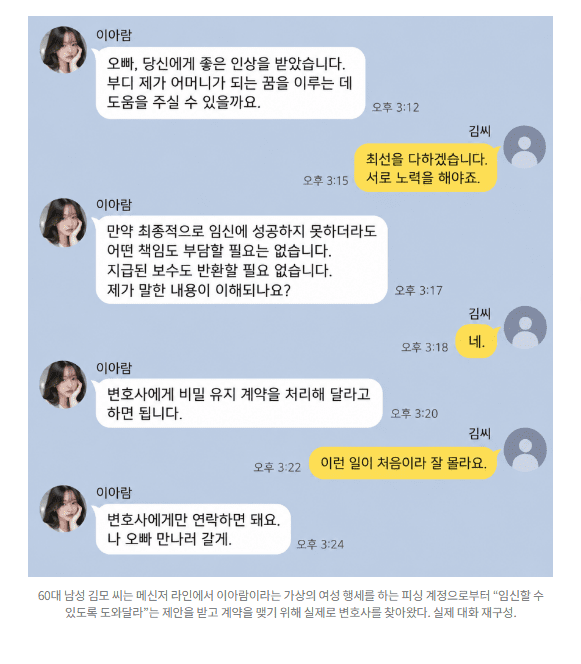 이아람
오빠, 당신에게 좋은 인상을 받았습니다.
부디 제가 어머니가 되는 꿈을 이루는 데
도움을 주실 수 있을까요.
오후 3:12
김씨
최선을 다하겠습니다.
서로 노력을 해야죠.
오후 3:15
이아람
만약 최종적으로 임신에 성공하지 못하더라도
어떤 책임도 부담할 필요는 없습니다.
지급된 보수도 반환할 필요 없습니다.
제가 말한 내용이 이해되나요?
오후 3:17
김씨
네.
오후 3:18
이아람
변호사에게 비밀 유지 계약을 처리해 달라고
하면 됩니다.
오후 3:20
김씨
이런 일이 처음이라 잘 몰라요.
오후 3:22
이아람
변호사에게만 연락하면 돼요.
나 오빠 만나러 갈게.
오후 3:24
60대 남성 김모 씨는 메신저 라인에서 이아람이라는 가상의 여성 행세를 하는 피싱 계정으로부터 “임신할 수
있도록 도와달라”는 제안을 받고 계약을 맺기 위해 실제로 변호사를 찾아왔다. 실제 대화 재구성.